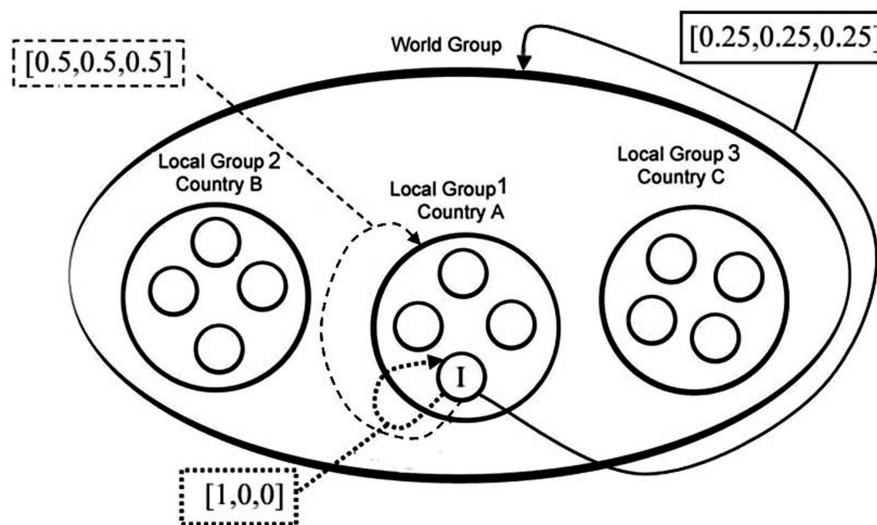 World Group
[0.25,0.25,0.25]
[0.5,0.5,0.5]
Local Group 2
Country B
Local Group 1
Country A
Local Group 3
Country C
I
[1,0,0]